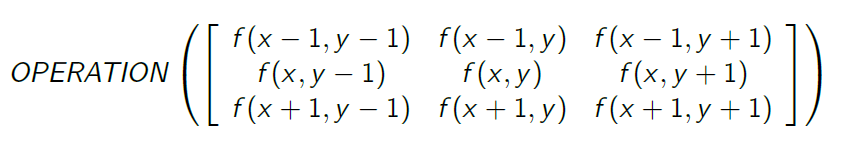 f(x − 1, y − 1) f(x − 1, y) f(x − 1, y + 1)
OPERATION ( [ f(x, y − 1) f(x, y) f(x, y + 1) ] )
f(x + 1, y − 1) f(x + 1, y) f(x + 1, y + 1)